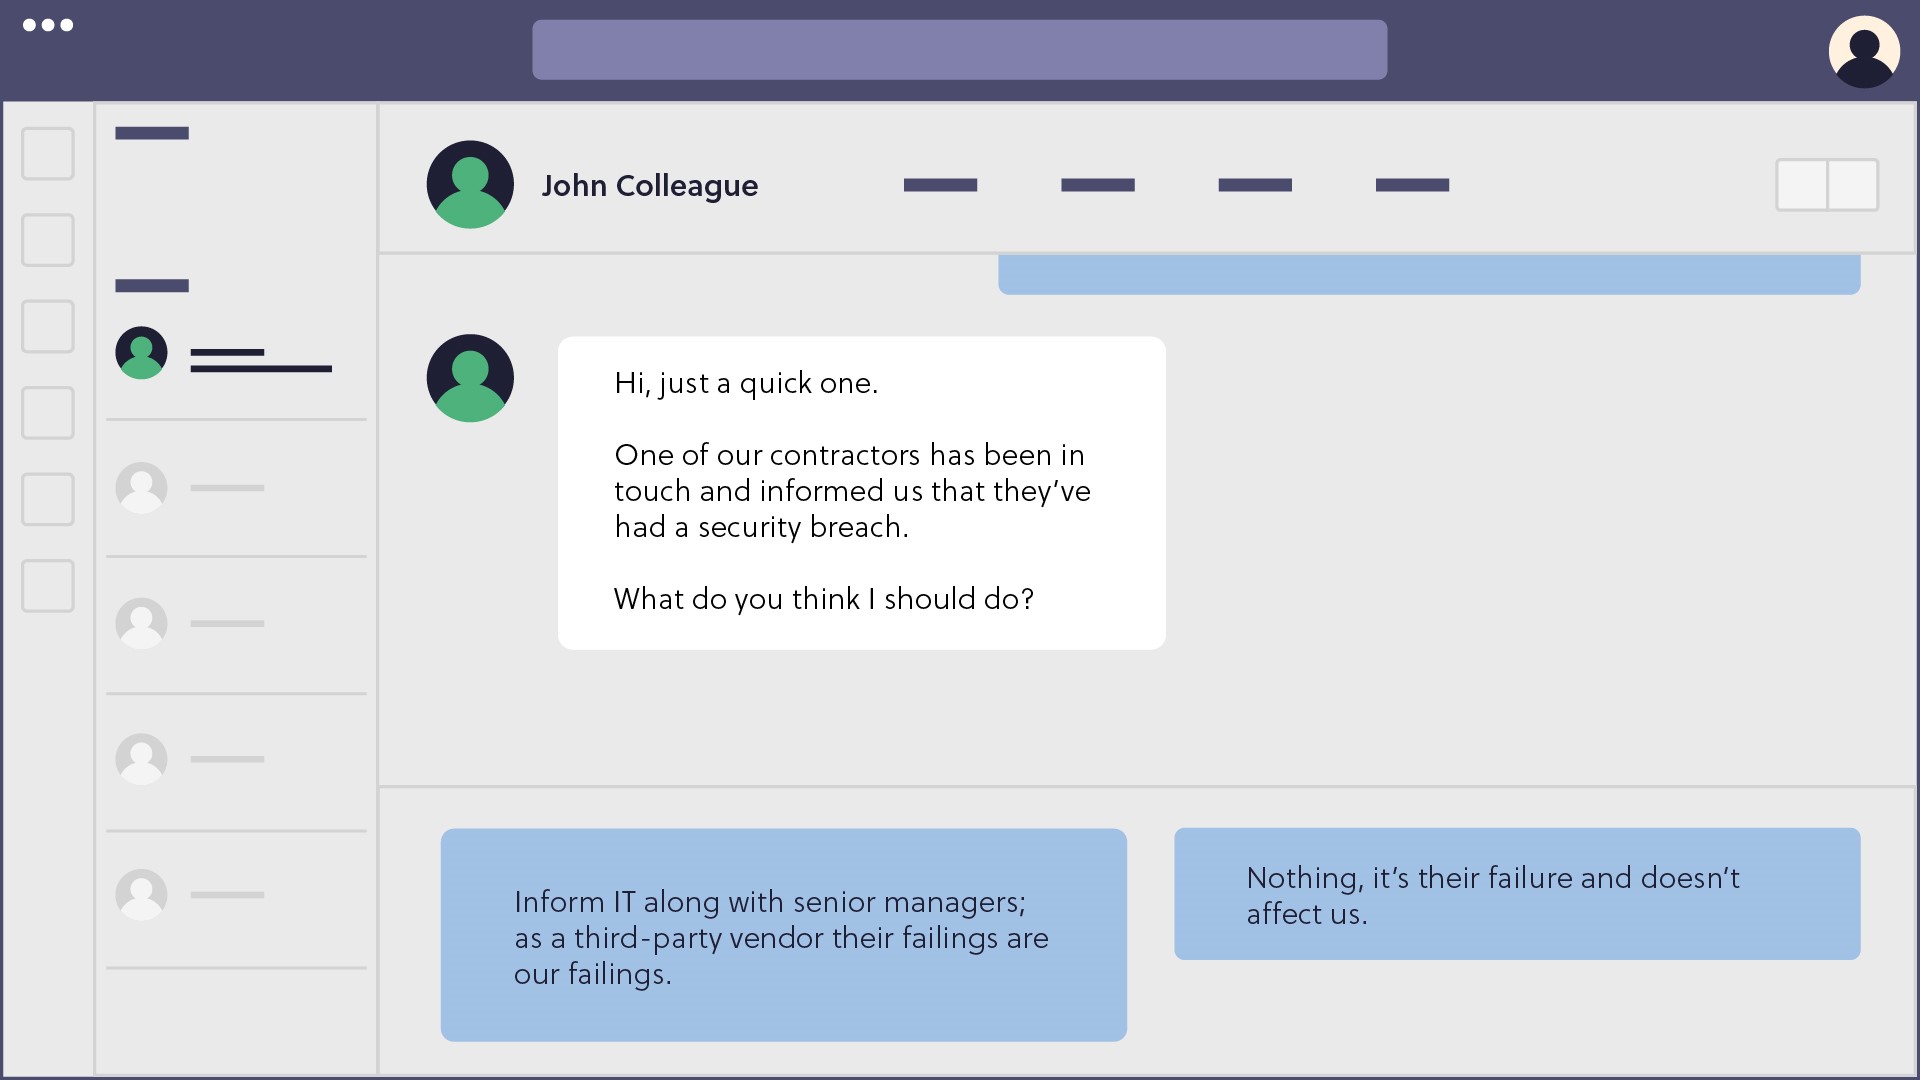 John Colleague
Hi, just a quick one.
One of our contractors has been in
touch and informed us that they’ve
had a security breach.
What do you think I should do?
Inform IT along with senior managers;
as a third-party vendor their failings are
our failings.
Nothing, it’s their failure and doesn’t
affect us.